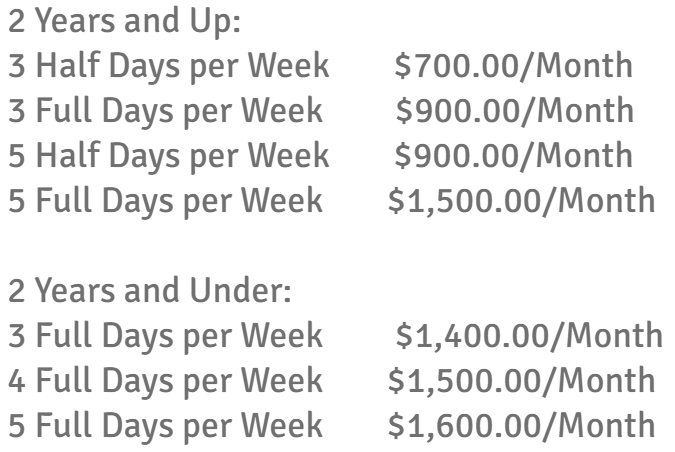 2 Years and Up:
3 Half Days per Week $700.00/Month
3 Full Days per Week $900.00/Month
5 Half Days per Week $900.00/Month
5 Full Days per Week $1,500.00/Month
2 Years and Under:
3 Full Days per Week $1,400.00/Month
4 Full Days per Week $1,500.00/Month
5 Full Days per Week $1,600.00/Month